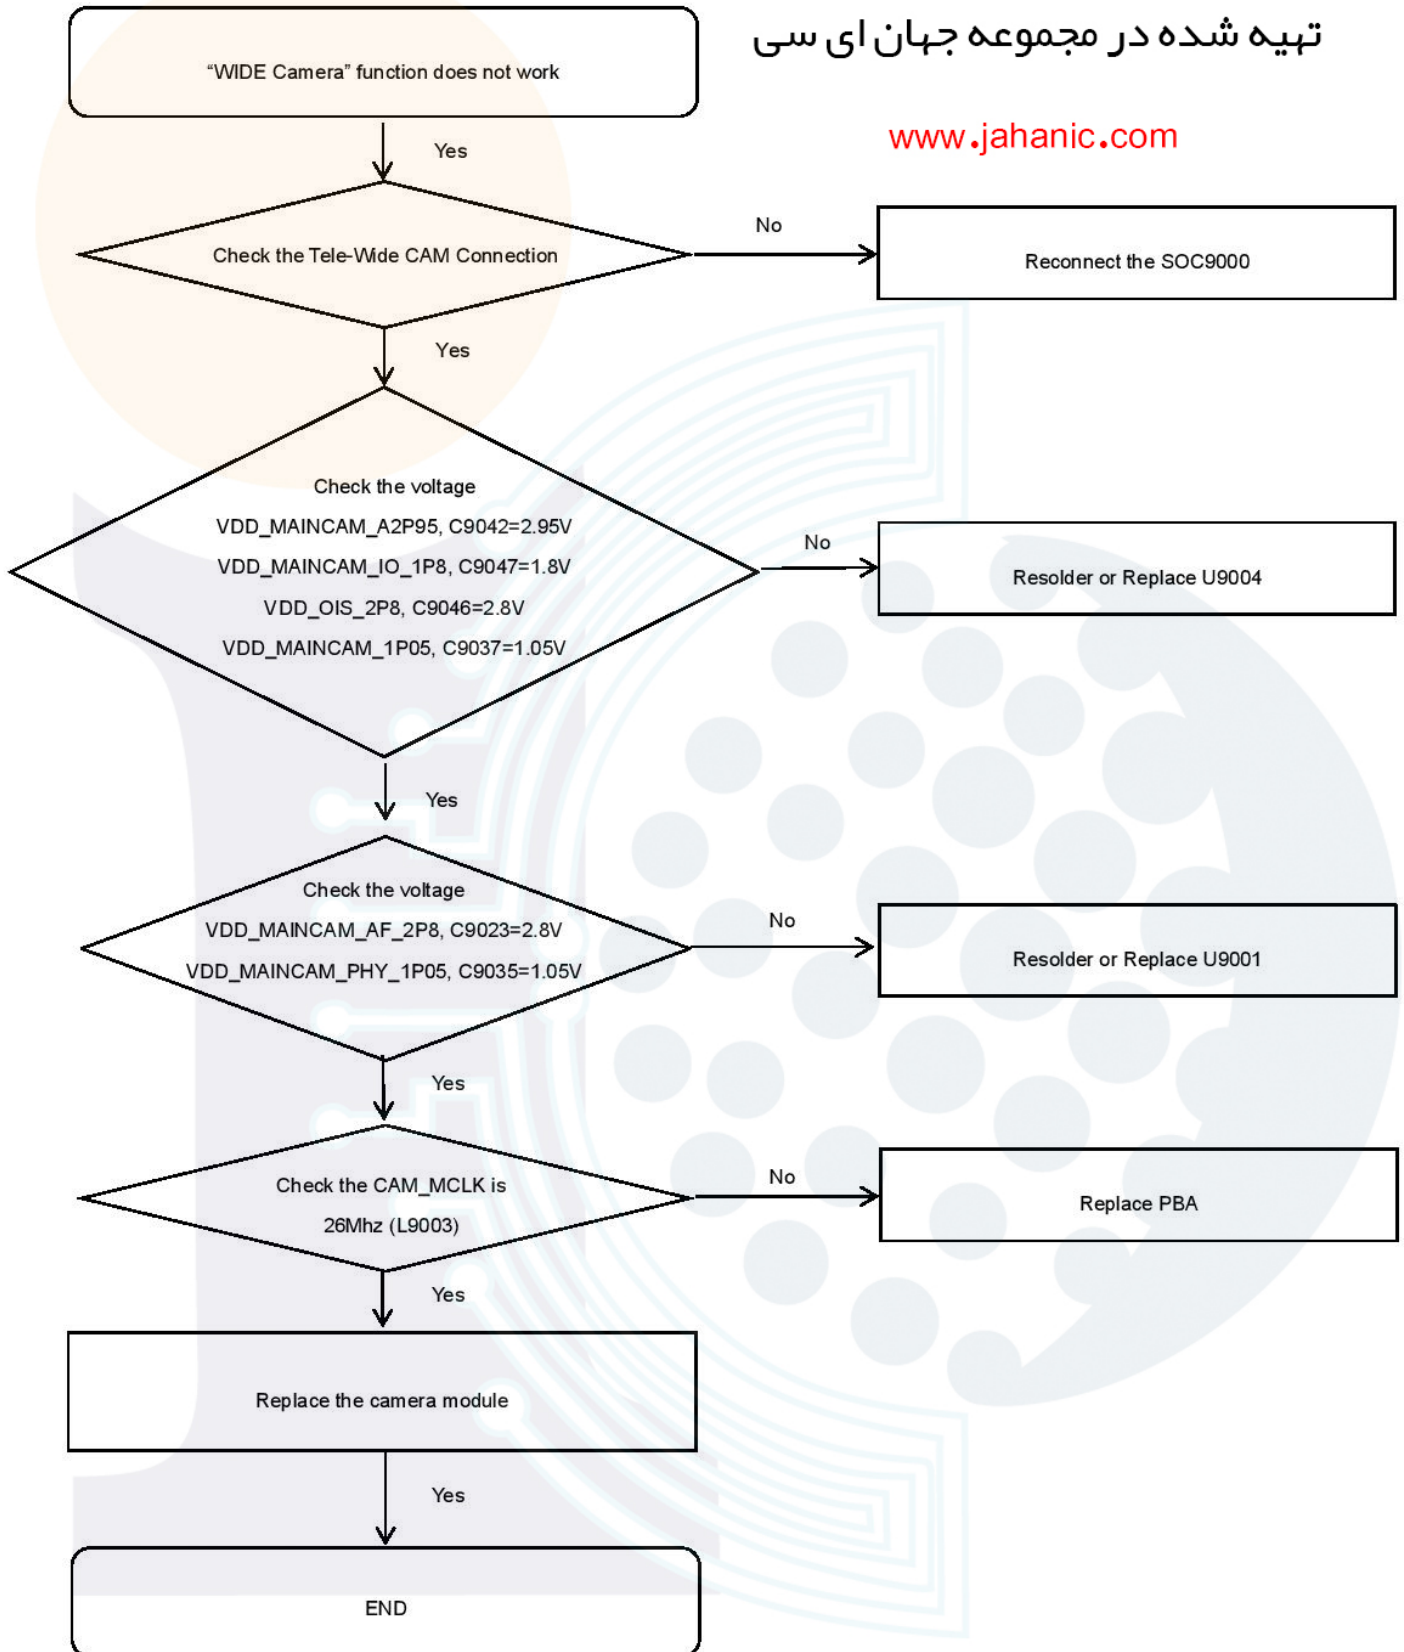 تهیه شده در مجموعه جهان ای سی
www.jahanic.com
“WIDE Camera” function does not work
Yes
Check the Tele-Wide CAM Connection
No
Reconnect the SOC9000
Yes
Check the voltage
VDD_MAINCAM_A2P95, C9042=2.95V
VDD_MAINCAM_IO_1P8, C9047=1.8V
VDD_OIS_2P8, C9046=2.8V
VDD_MAINCAM_1P05, C9037=1.05V
No
Resolder or Replace U9004
Yes
Check the voltage
VDD_MAINCAM_AF_2P8, C9023=2.8V
VDD_MAINCAM_PHY_1P05, C9035=1.05V
No
Resolder or Replace U9001
Yes
Check the CAM_MCLK is
26Mhz (L9003)
No
Replace PBA
Yes
Replace the camera module
Yes
END